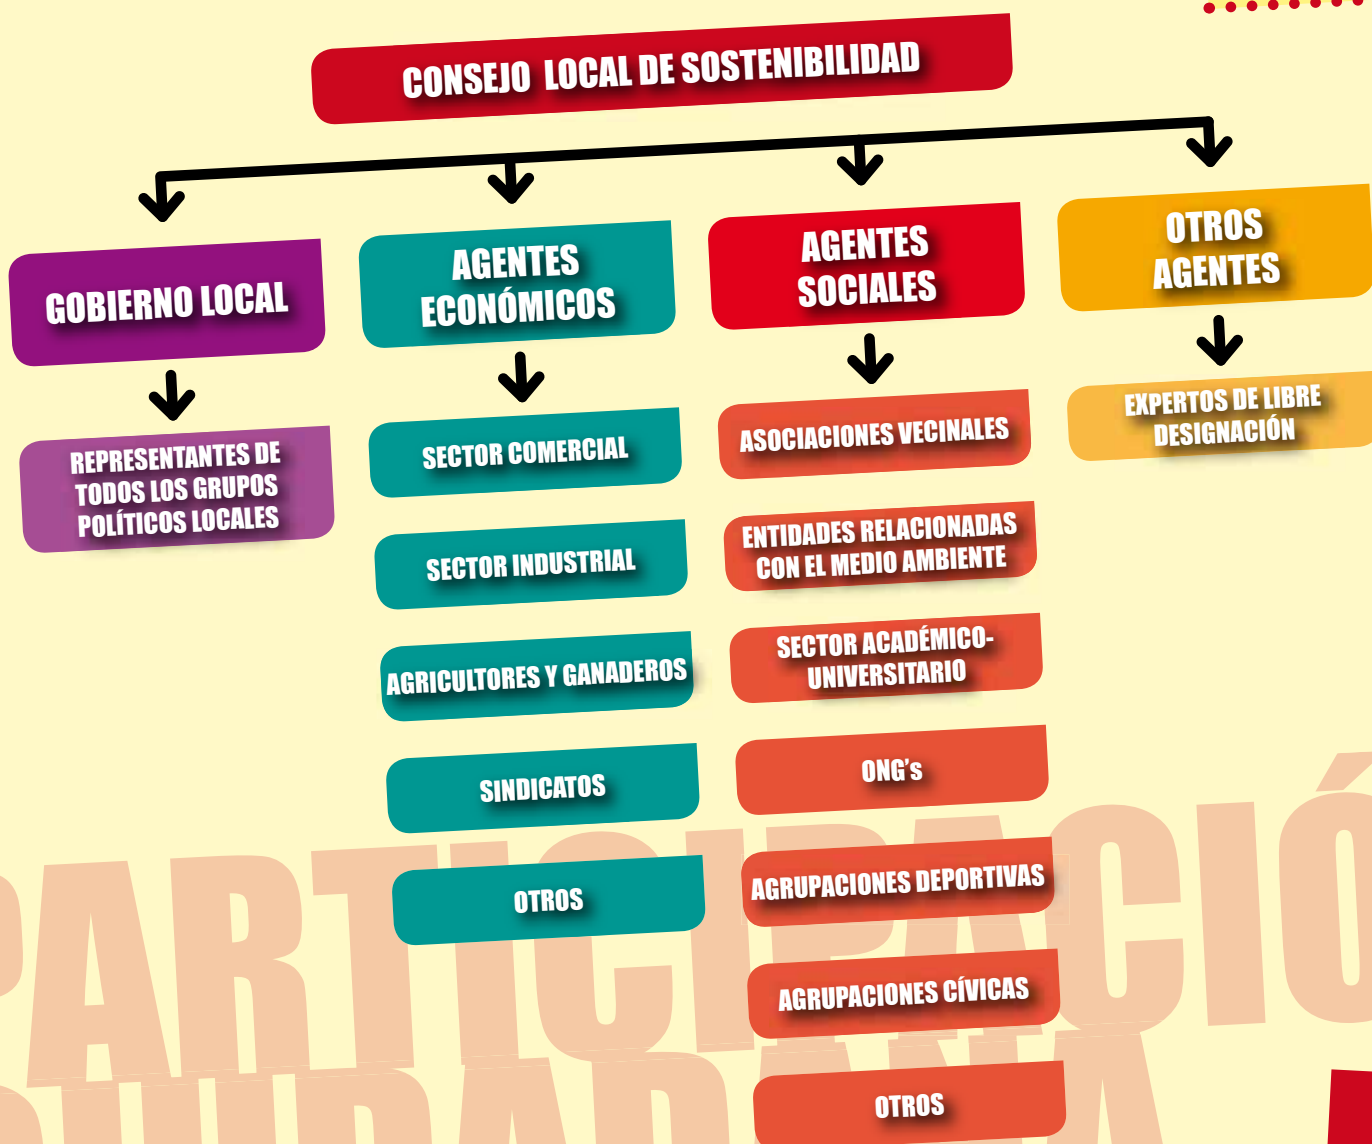 CONSEJO LOCAL DE SOSTENIBILIDAD
GOBIERNO LOCAL
REPRESENTANTES DE
TODOS LOS GRUPOS
POLÍTICOS LOCALES
AGENTES
ECONÓMICOS
SECTOR COMERCIAL
SECTOR INDUSTRIAL
AGRICULTORES Y GANADEROS
SINDICATOS
OTROS
AGENTES
SOCIALES
ASOCIACIONES VECINALES
ENTIDADES RELACIONADAS
CON EL MEDIO AMBIENTE
SECTOR ACADÉMICO-
UNIVERSITARIO
ONG's
AGRUPACIONES DEPORTIVAS
AGRUPACIONES CÍVICAS
OTROS
OTROS
AGENTES
EXPERTOS DE LIBRE
DESIGNACIÓN
PARTICIPACIÓ
CIUDADANA